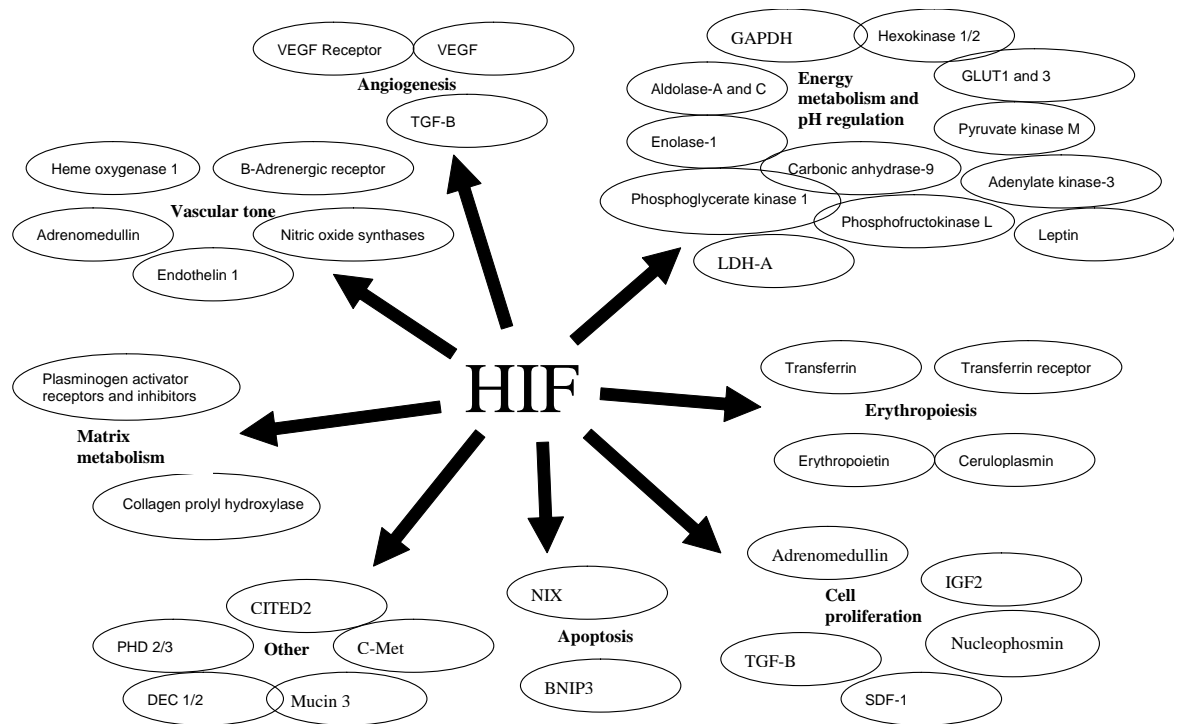 VEGF Receptor
VEGF
Angiogenesis
TGF-B
GAPDH
Hexokinase 1/2
Aldolase-A and C
Energy
metabolism and
pH regulation
GLUT1 and 3
Enolase-1
Pyruvate kinase M
Carbonic anhydrase-9
Adenylate kinase-3
Phosphoglycerate kinase 1
Phosphofructokinase L
Leptin
LDH-A
Heme oxygenase 1
B-Adrenergic receptor
Vascular tone
Adrenomedullin
Nitric oxide synthases
Endothelin 1
HIF
Plasminogen activator
receptors and inhibitors
Matrix
metabolism
Collagen prolyl hydroxylase
Transferrin
Transferrin receptor
Erythropoiesis
Erythropoietin
Ceruloplasmin
CITED2
PHD 2/3
Other
C-Met
DEC 1/2
Mucin 3
NIX
Apoptosis
BNIP3
Adrenomedullin
IGF2
Cell
proliferation
Nucleophosmin
TGF-B
SDF-1